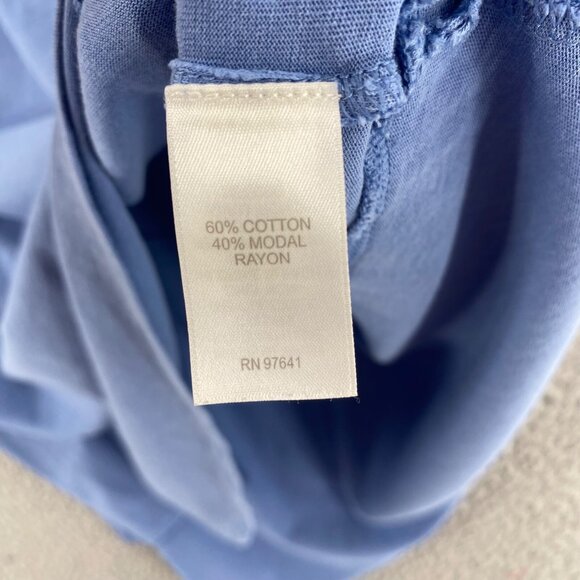 60% COTTON
40% MODAL
RAYON
RN 97641